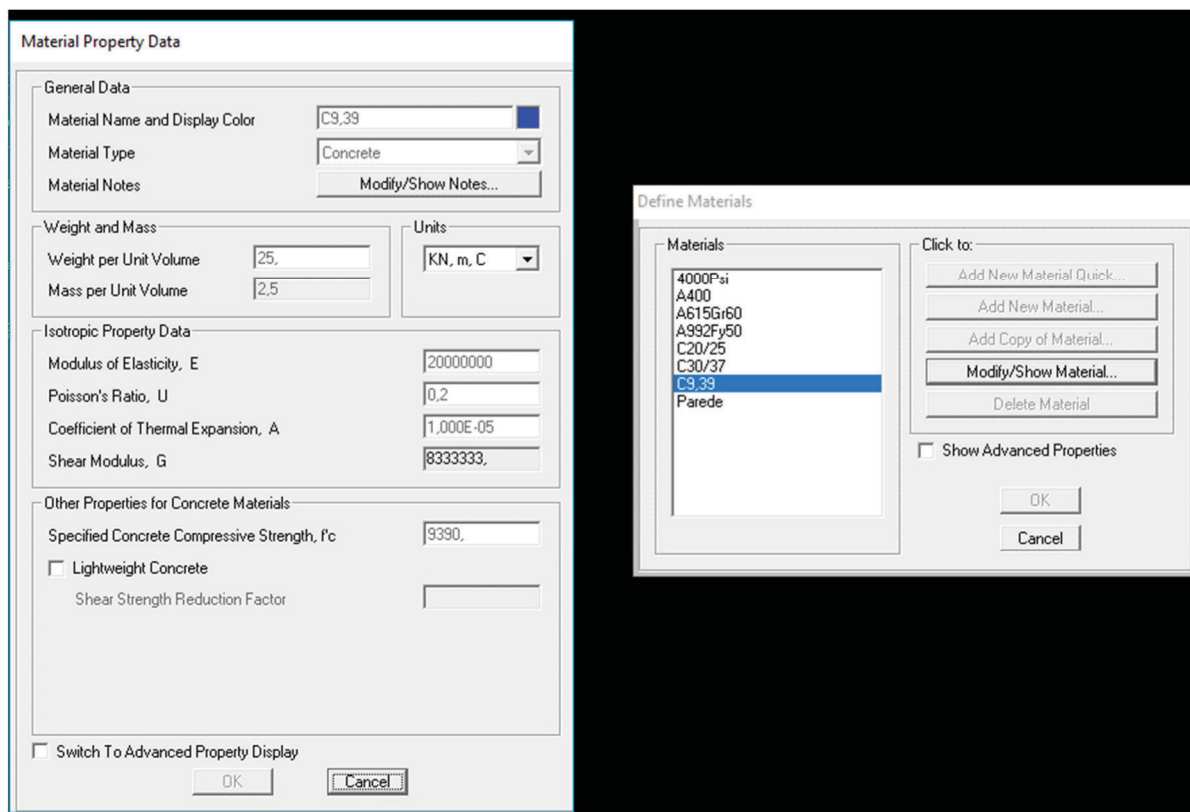 Material Property Data
General Data
Material Name and Display Color C9,39
Material Type Concrete
Material Notes Modify/Show Notes...
Weight and Mass
Weight per Unit Volume 25,
Mass per Unit Volume 2,5
Units
KN, m, C
Isotropic Property Data
Modulus of Elasticity, E 20000000
Poisson's Ratio, U 0,2
Coefficient of Thermal Expansion, A 1,000E-05
Shear Modulus, G 8333333,
Other Properties for Concrete Materials
Specified Concrete Compressive Strength, f'c 9390,
Lightweight Concrete
Shear Strength Reduction Factor
Switch To Advanced Property Display
OK Cancel
Define Materials
Materials
4000Psi
A400
A615Gr60
A992Fy50
C20/25
C30/37
C9,39
Parede
Click to:
Add New Material Quick...
Add New Material...
Add Copy of Material...
Modify/Show Material...
Delete Material
Show Advanced Properties
OK
Cancel